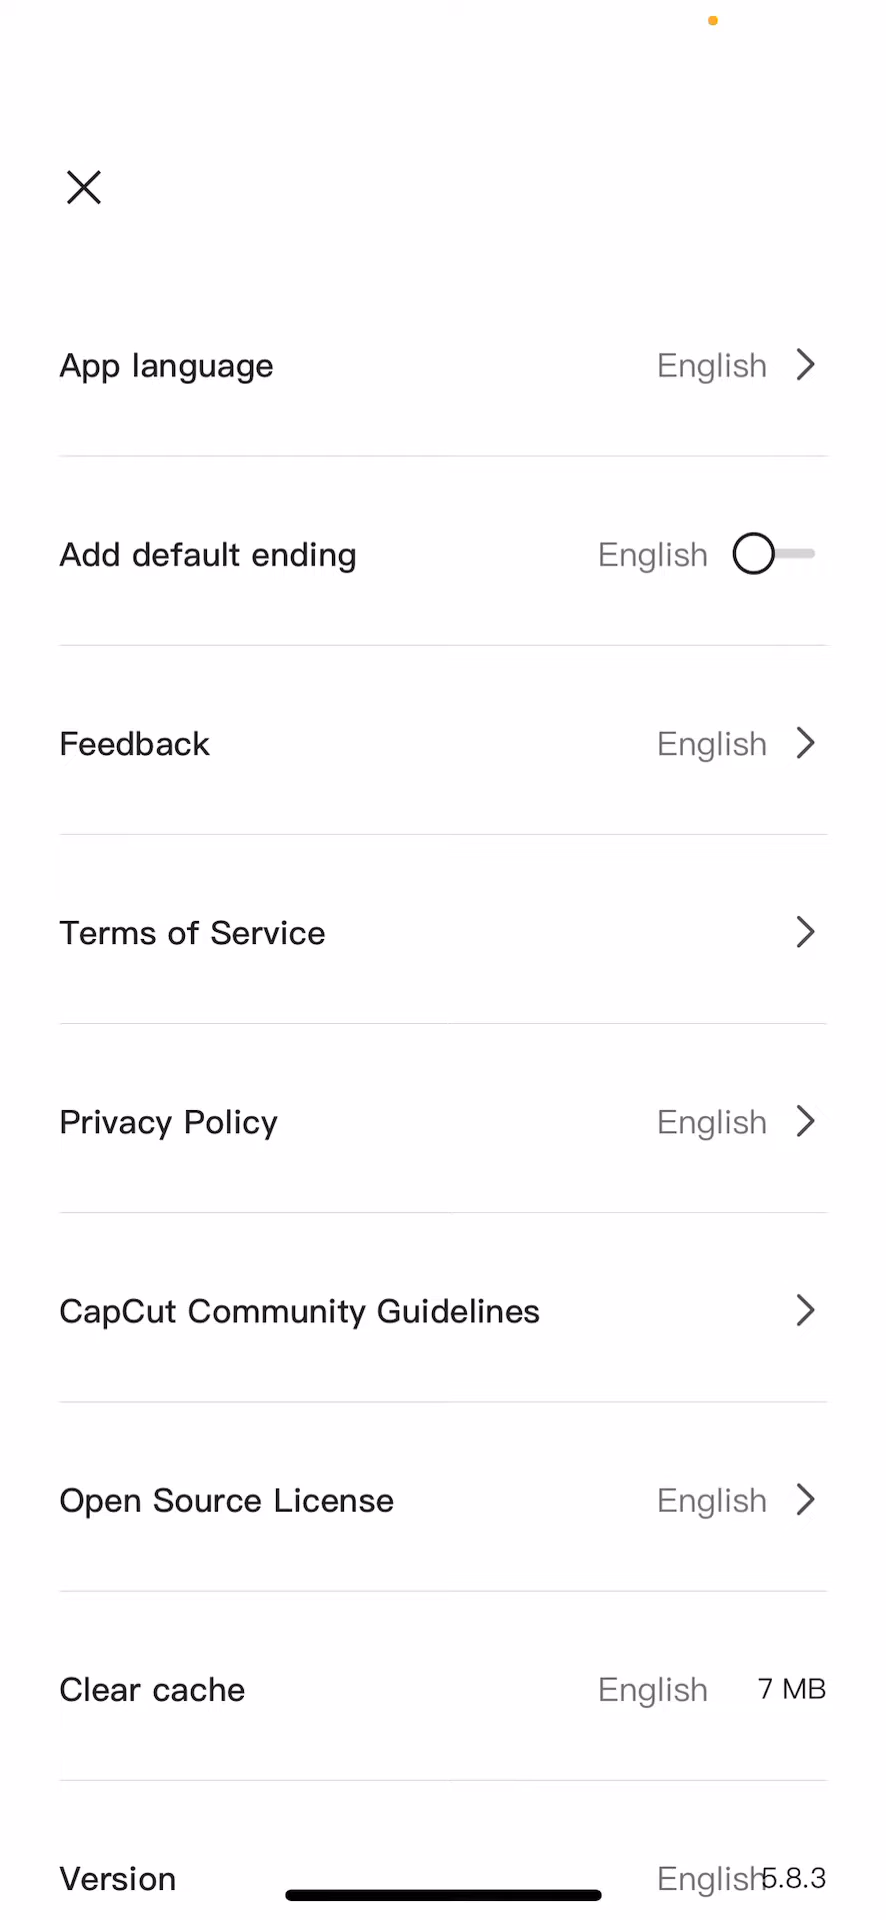 App language English
Add default ending English
Feedback English
Terms of Service
Privacy Policy English
CapCut Community Guidelines
Open Source License English
Clear cache English 7 MB
Version English 5.8.3